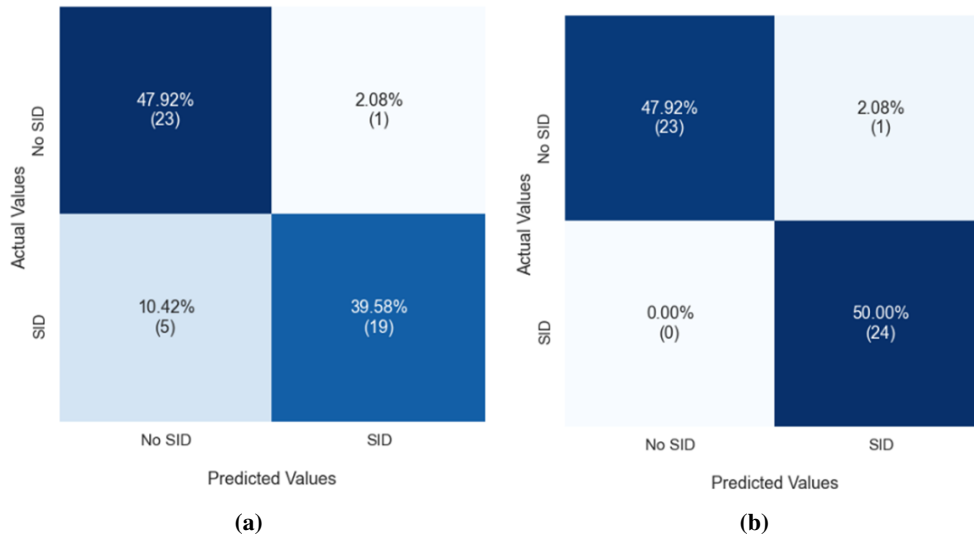 47.92%
(23)
2.08%
(1)
10.42%
(5)
39.58%
(19)
No SID
SID
Actual Values
No SID
SID
Predicted Values
(a)
47.92%
(23)
2.08%
(1)
0.00%
(0)
50.00%
(24)
No SID
SID
Actual Values
No SID
SID
Predicted Values
(b)